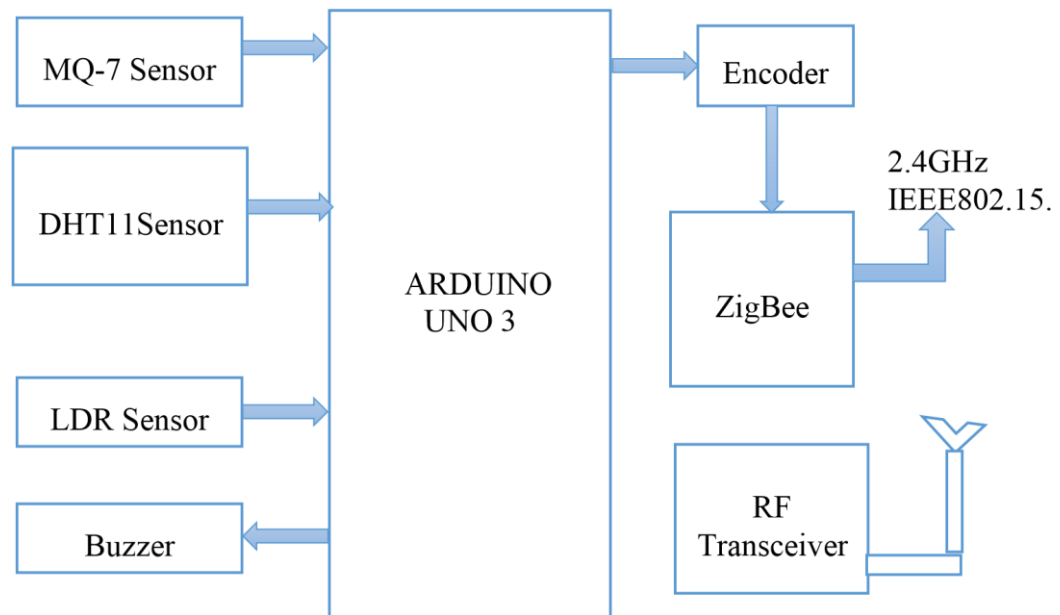 MQ-7 Sensor
DHT11Sensor
LDR Sensor
Buzzer
ARDUINO
UNO 3
Encoder
2.4GHz
IEEE802.15.
ZigBee
RF
Transceiver